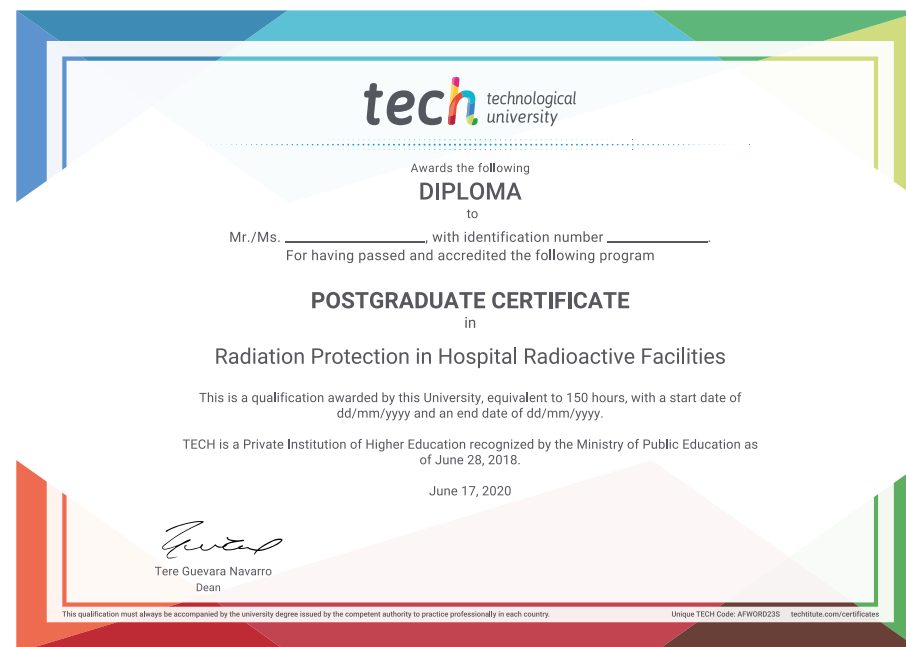 tech technological
university
Awards the following
DIPLOMA
to
Mr./Ms. ____________________, with identification number ______________.
For having passed and accredited the following program
POSTGRADUATE CERTIFICATE
in
Radiation Protection in Hospital Radioactive Facilities
This is a qualification awarded by this University, equivalent to 150 hours, with a start date of
dd/mm/yyyy and an end date of dd/mm/yyyy.
TECH is a Private Institution of Higher Education recognized by the Ministry of Public Education as
of June 28, 2018.
June 17, 2020
Tere Guevara Navarro
Dean
This qualification must always be accompanied by the university degree issued by the competent authority to practice professionally in each country. Unique TECH Code: AFWORD23S techtitute.com/certificates